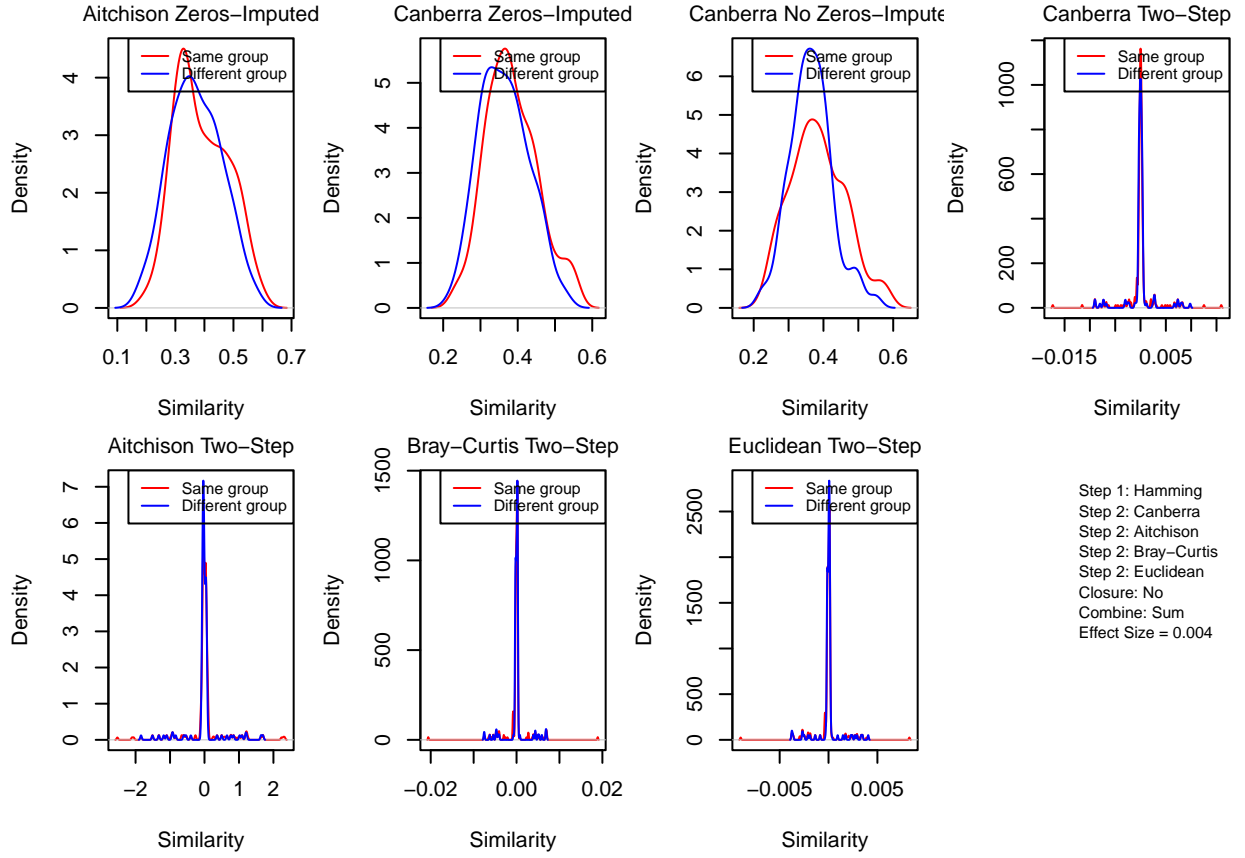 Aitchison Zeros−Imputed
Canberra Zeros−Imputed
Canberra No Zeros−Impute
Canberra Two−Step
Density
0
1
2
3
4
Same group
Different group
0.1
0.3
0.5
0.7
Similarity
Density
0
1
2
3
4
5
Same group
Different group
0.2
0.4
0.6
Similarity
Density
0
1
2
3
4
5
6
Same group
Different group
0.2
0.4
0.6
Similarity
Density
0
200
600
1000
Same group
Different group
−0.015
0.005
Similarity
Aitchison Two−Step
Bray−Curtis Two−Step
Euclidean Two−Step
Density
0
1
2
3
4
5
6
7
Same group
Different group
−2
0
1
2
Similarity
Density
0
500
1000
1500
Same group
Different group
−0.02
0.00
0.02
Similarity
Density
0
500
1500
2500
Same group
Different group
−0.005
0.005
Similarity
Step 1: Hamming
Step 2: Canberra
Step 2: Aitchison
Step 2: Bray−Curtis
Step 2: Euclidean
Closure: No
Combine: Sum
Effect Size = 0.004